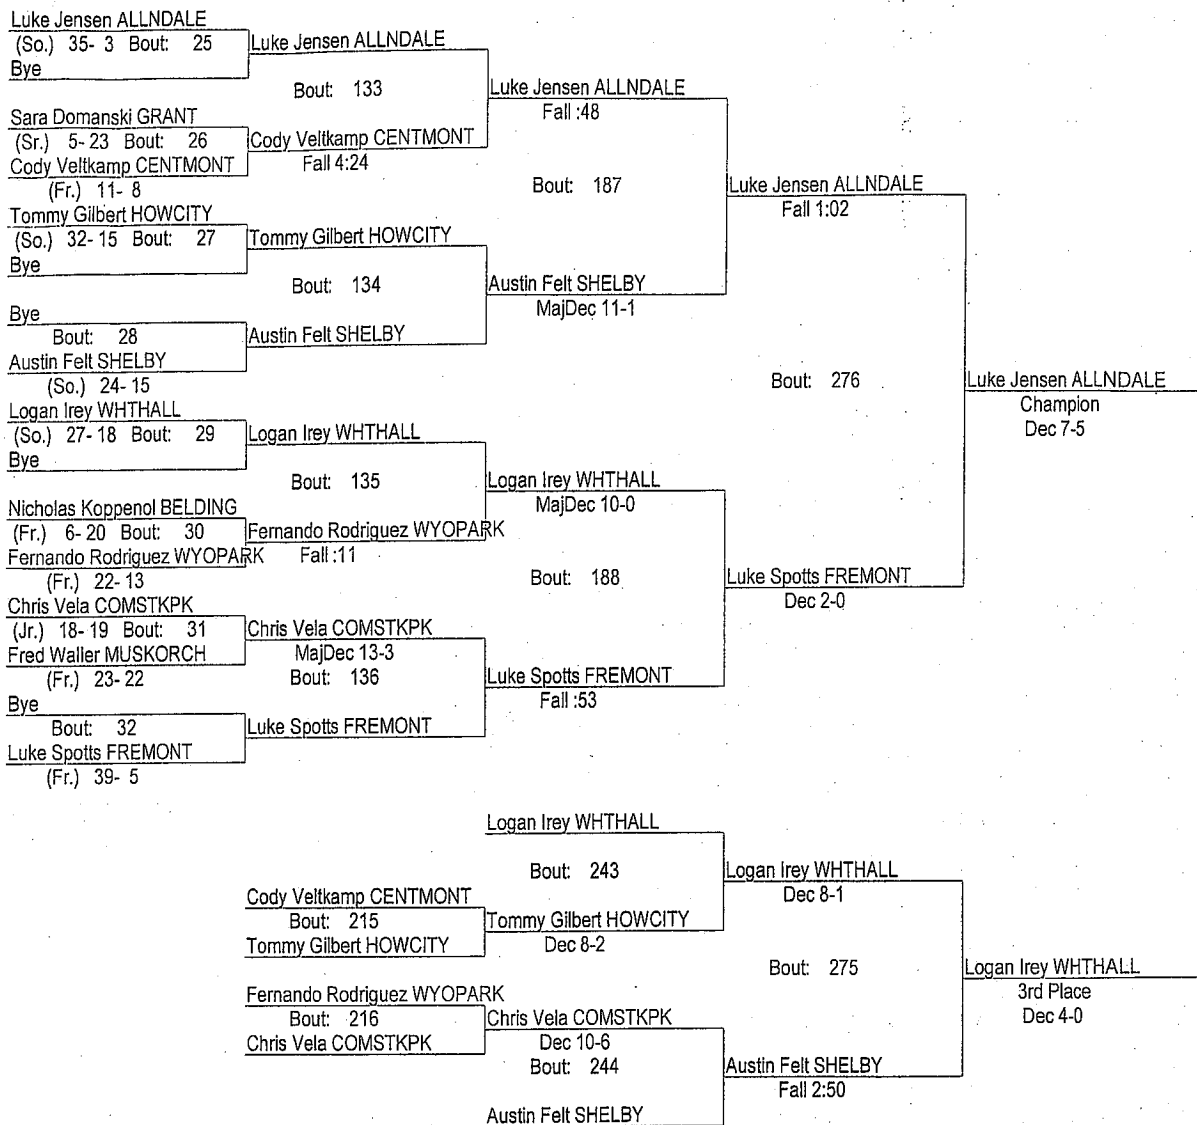 Luke Jensen ALLNDALE
(So.) 35- 3 Bout: 25
Bye
Luke Jensen ALLNDALE
Bout: 133
Sara Domanski GRANT
(Sr.) 5-23 Bout: 26
Cody Veltkamp CENTMONT
(Fr.) 11- 8
Cody Veltkamp CENTMONT
Fall 4:24
Luke Jensen ALLNDALE
Fall :48
Bout: 187
Tommy Gilbert HOWCITY
(So.) 32- 15 Bout: 27
Bye
Tommy Gilbert HOWCITY
Bout: 134
Bye
Bout: 28
Austin Felt SHELBY
(So.) 24- 15
Austin Felt SHELBY
Austin Felt SHELBY
MajDec 11-1
Luke Jensen ALLNDALE
Fall 1:02
Bout: 276
Logan Irey WHTHALL
(So.) 27- 18 Bout: 29
Bye
Logan Irey WHTHALL
Bout: 135
Nicholas Koppenol BELDING
(Fr.) 6-20 Bout: 30
Fernando Rodriguez WYOPARK
(Fr.) 22- 13
Fernando Rodriguez WYOPARK
Fall :11
Logan Irey WHTHALL
MajDec 10-0
Bout: 188
Chris Vela COMSTKPK
(Jr.) 18- 19 Bout: 31
Fred Waller MUSKORCH
(Fr.) 23- 22
Chris Vela COMSTKPK
MajDec 13-3
Bout: 136
Bye
Bout: 32
Luke Spotts FREMONT
(Fr.) 39- 5
Luke Spotts FREMONT
Luke Spotts FREMONT
Fall :53
Luke Spotts FREMONT
Dec 2-0
Luke Jensen ALLNDALE
Champion
Dec 7-5
Logan Irey WHTHALL
Bout: 243
Cody Veltkamp CENTMONT
Bout: 215
Tommy Gilbert HOWCITY
Tommy Gilbert HOWCITY
Dec 8-2
Logan Irey WHTHALL
Dec 8-1
Bout: 275
Fernando Rodriguez WYOPARK
Bout: 216
Chris Vela COMSTKPK
Chris Vela COMSTKPK
Dec 10-6
Bout: 244
Austin Felt SHELBY
Austin Felt SHELBY
Fall 2:50
Logan Irey WHTHALL
3rd Place
Dec 4-0